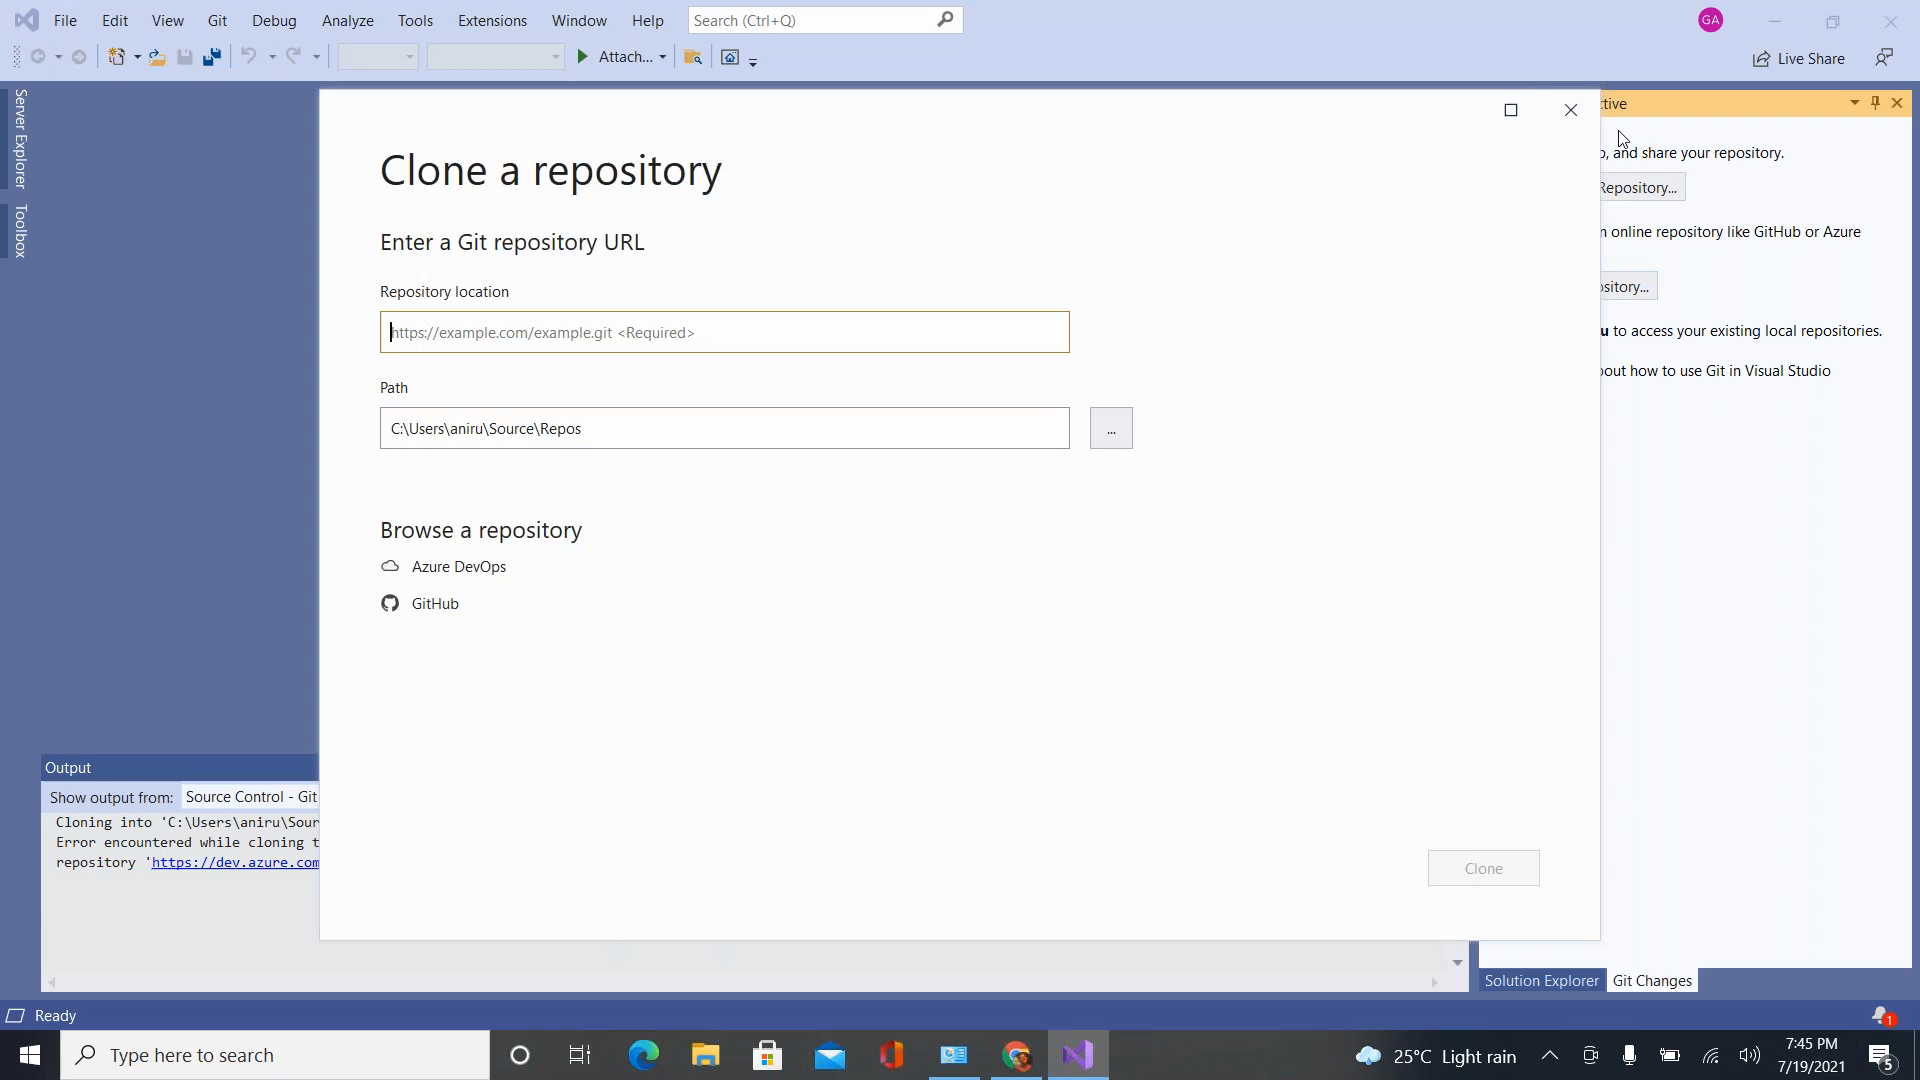 File Edit View Git Debug Analyze Tools Extensions Window Help Search (Ctrl+Q) GA
Attach... Live Share
Server Explorer
Toolbox
Clone a repository
Enter a Git repository URL
Repository location
https://example.com/example.git <Required>
Path
C:\Users\aniru\Source\Repos ...
Browse a repository
Azure DevOps
GitHub
Clone
and share your repository.
Repository...
online repository like GitHub or Azure
to access your existing local repositories.
how to use Git in Visual Studio
Output
Show output from: Source Control - Git
Cloning into 'C:\Users\aniru\Sour
Error encountered while cloning
repository 'https://dev.azure.com
Solution Explorer Git Changes
Ready 1
Type here to search
25°C Light rain
7:45 PM
7/19/2021
5